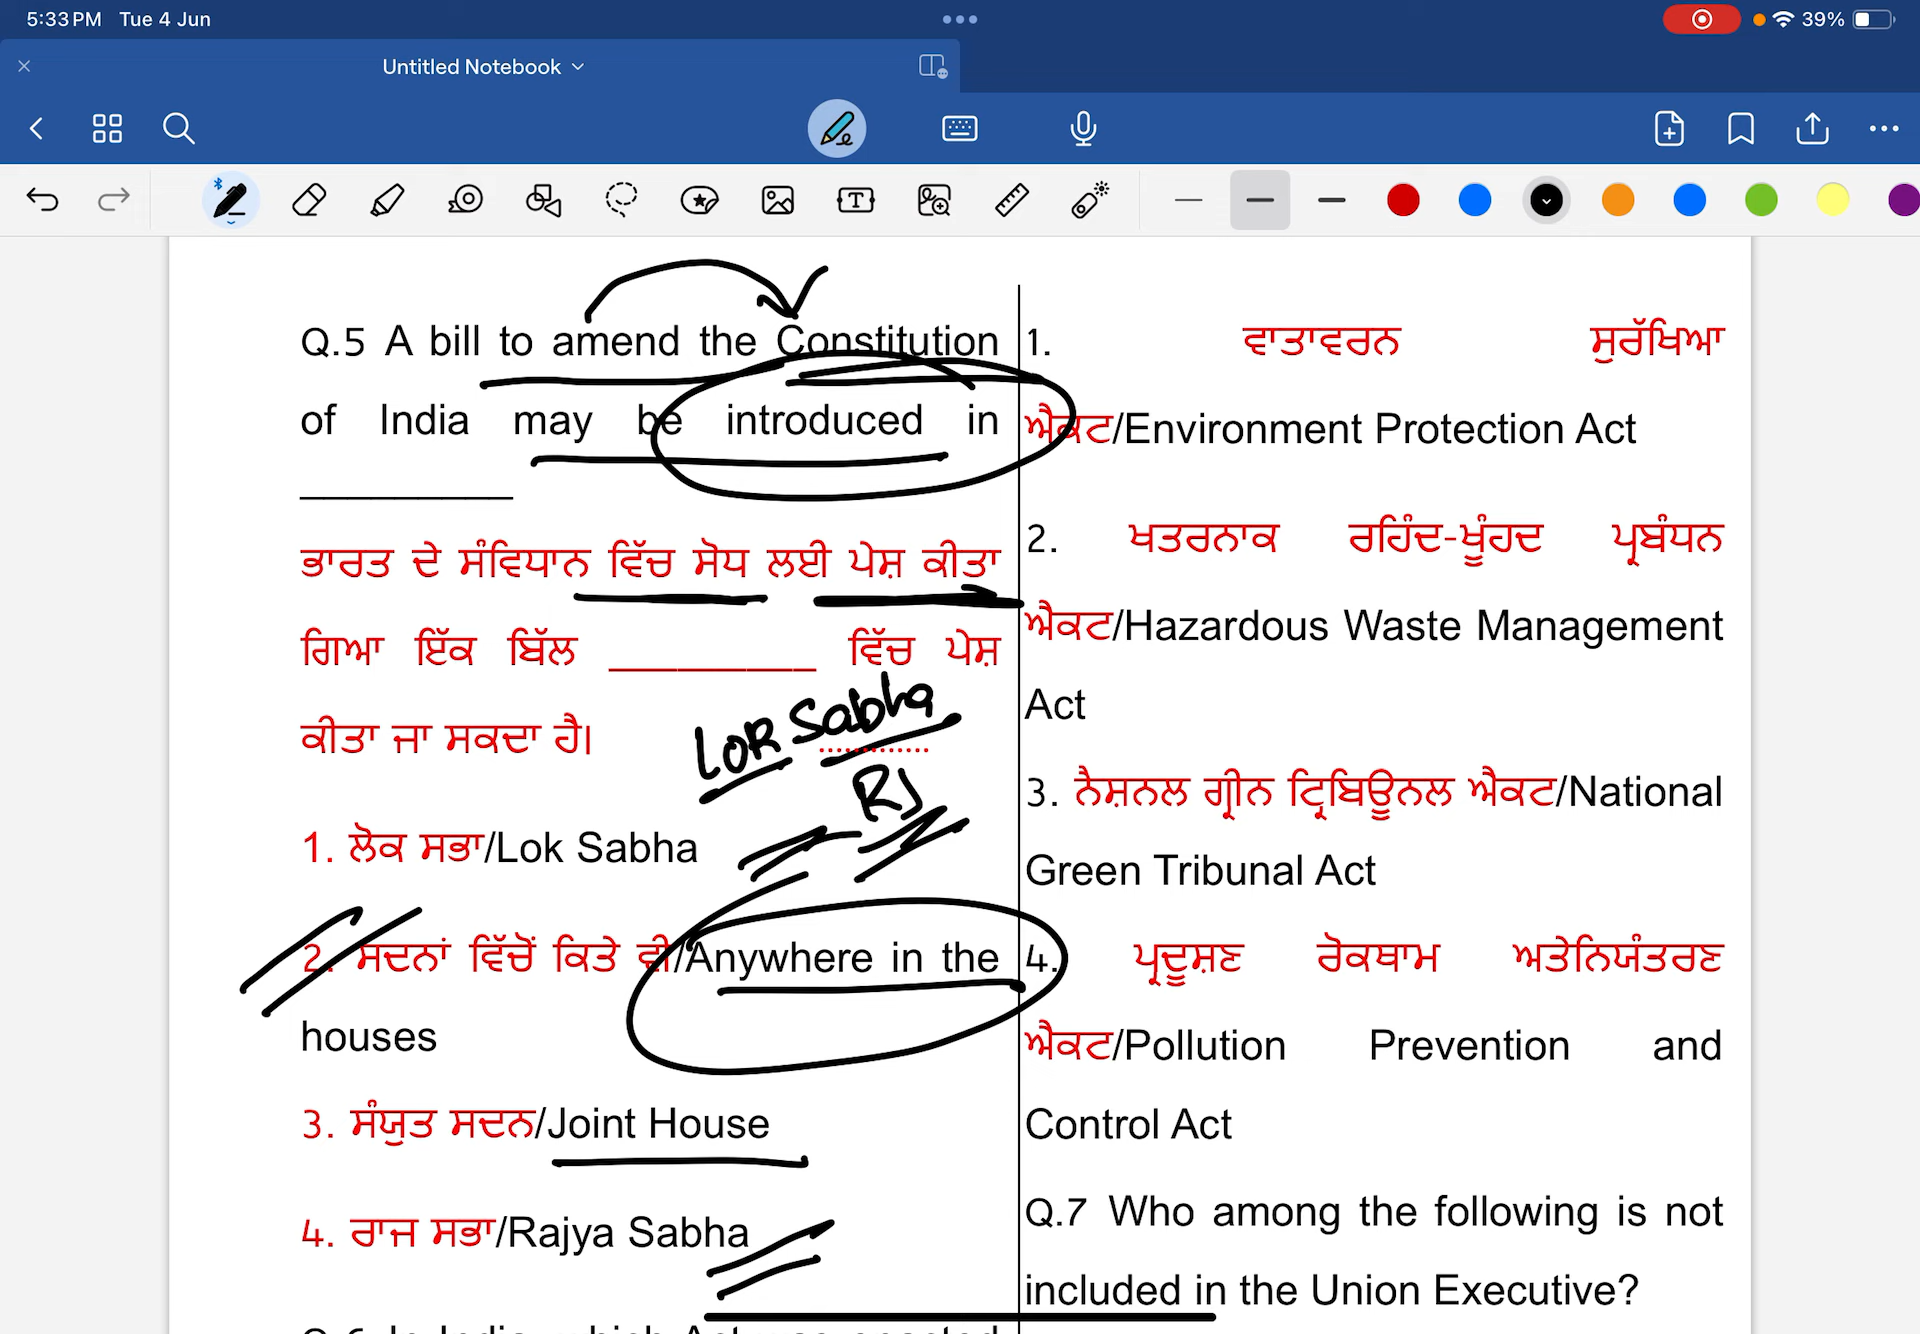 5:33 PM Tue 4 Jun
39%
Untitled Notebook
Q.5 A bill to amend the Constitution
of India may be introduced in
_________
ਭਾਰਤ ਦੇ ਸੰਵਿਧਾਨ ਵਿੱਚ ਸੋਧ ਲਈ ਪੇਸ਼ ਕੀਤਾ
ਗਿਆ ਇੱਕ ਬਿੱਲ _________ ਵਿੱਚ ਪੇਸ਼
ਕੀਤਾ ਜਾ ਸਕਦਾ ਹੈ।
LOK Sabha
RJ
1. ਲੋਕ ਸਭਾ/Lok Sabha
2. ਸਦਨਾਂ ਵਿੱਚੋਂ ਕਿਤੇ ਵੀ/Anywhere in the
houses
3. ਸੰਯੁਤ ਸਦਨ/Joint House
4. ਰਾਜ ਸਭਾ/Rajya Sabha
1. ਵਾਤਾਵਰਨ ਸੁਰੱਖਿਆ
ਐਕਟ/Environment Protection Act
2. ਖਤਰਨਾਕ ਰਹਿੰਦ-ਖੂੰਹਦ ਪ੍ਰਬੰਧਨ
ਐਕਟ/Hazardous Waste Management
Act
3. ਨੈਸ਼ਨਲ ਗ੍ਰੀਨ ਟ੍ਰਿਬਿਊਨਲ ਐਕਟ/National
Green Tribunal Act
4. ਪ੍ਰਦੂਸ਼ਣ ਰੋਕਥਾਮ ਅਤੇਨਿਯੰਤਰਣ
ਐਕਟ/Pollution Prevention and
Control Act
Q.7 Who among the following is not
included in the Union Executive?